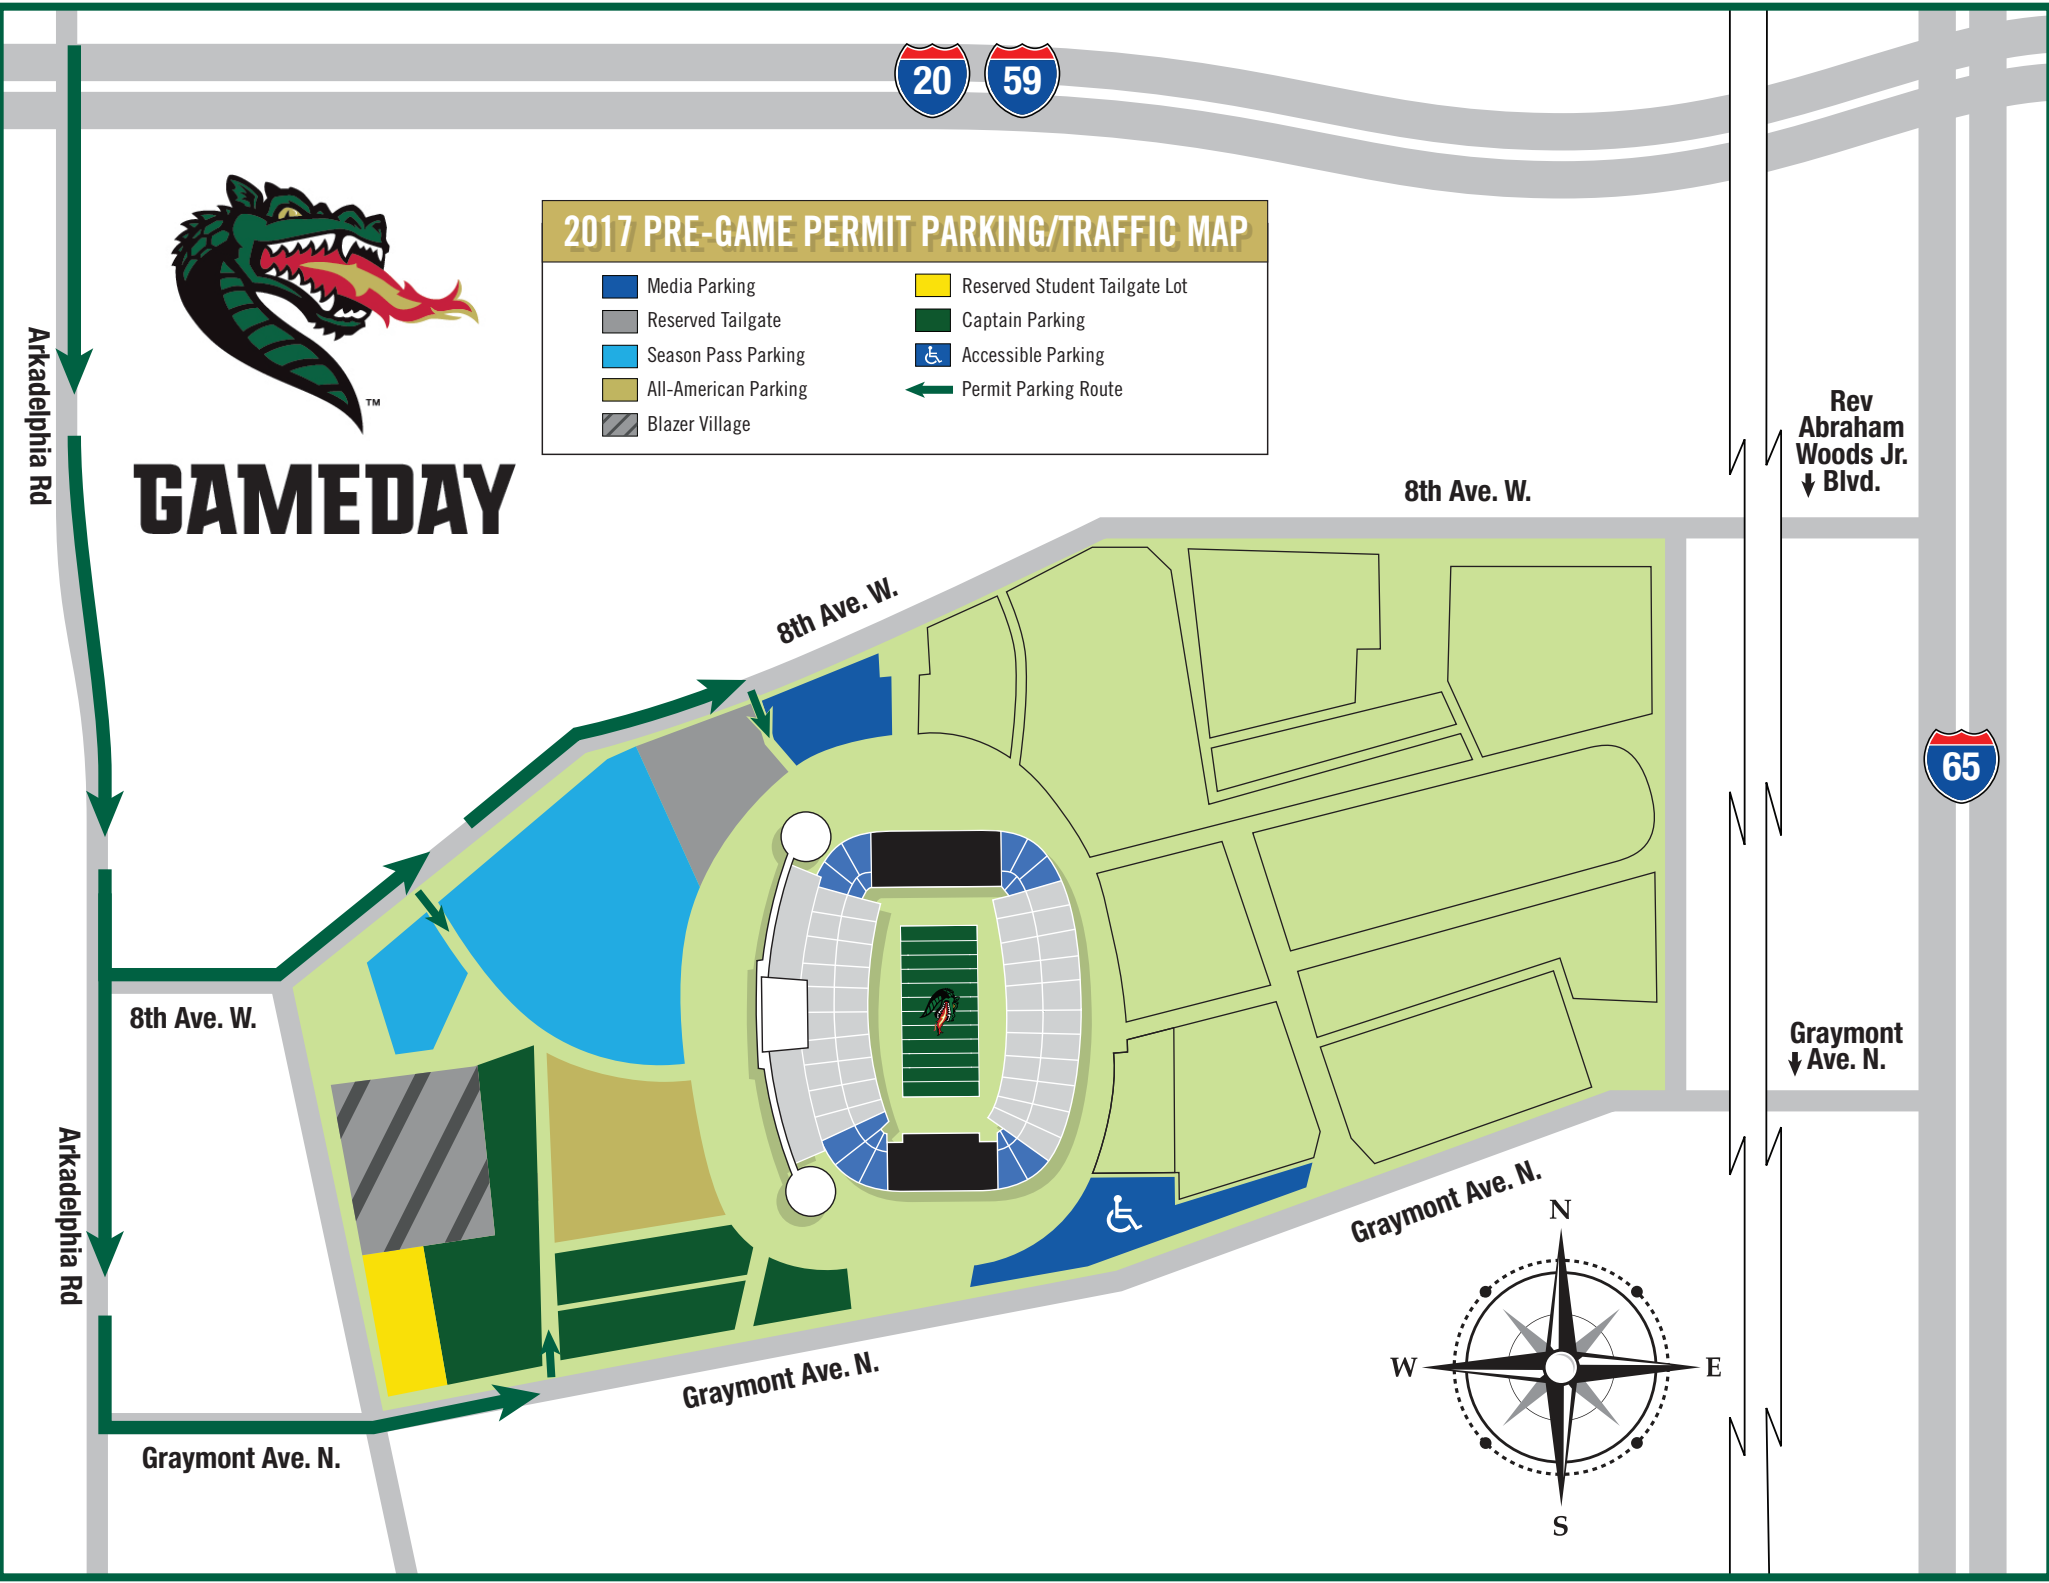 20
59
2017 PRE-GAME PERMIT PARKING/TRAFFIC MAP
Media Parking
Reserved Tailgate
Season Pass Parking
All-American Parking
Blazer Village
Reserved Student Tailgate Lot
Captain Parking
Accessible Parking
Permit Parking Route
TM
GAMEDAY
Arkadelphia Rd
Rev
Abraham
Woods Jr.
Blvd.
8th Ave. W.
8th Ave. W.
65
8th Ave. W.
Graymont
Ave. N.
Arkadelphia Rd
Graymont Ave. N.
Graymont Ave. N.
Graymont Ave. N.
N
W
E
S